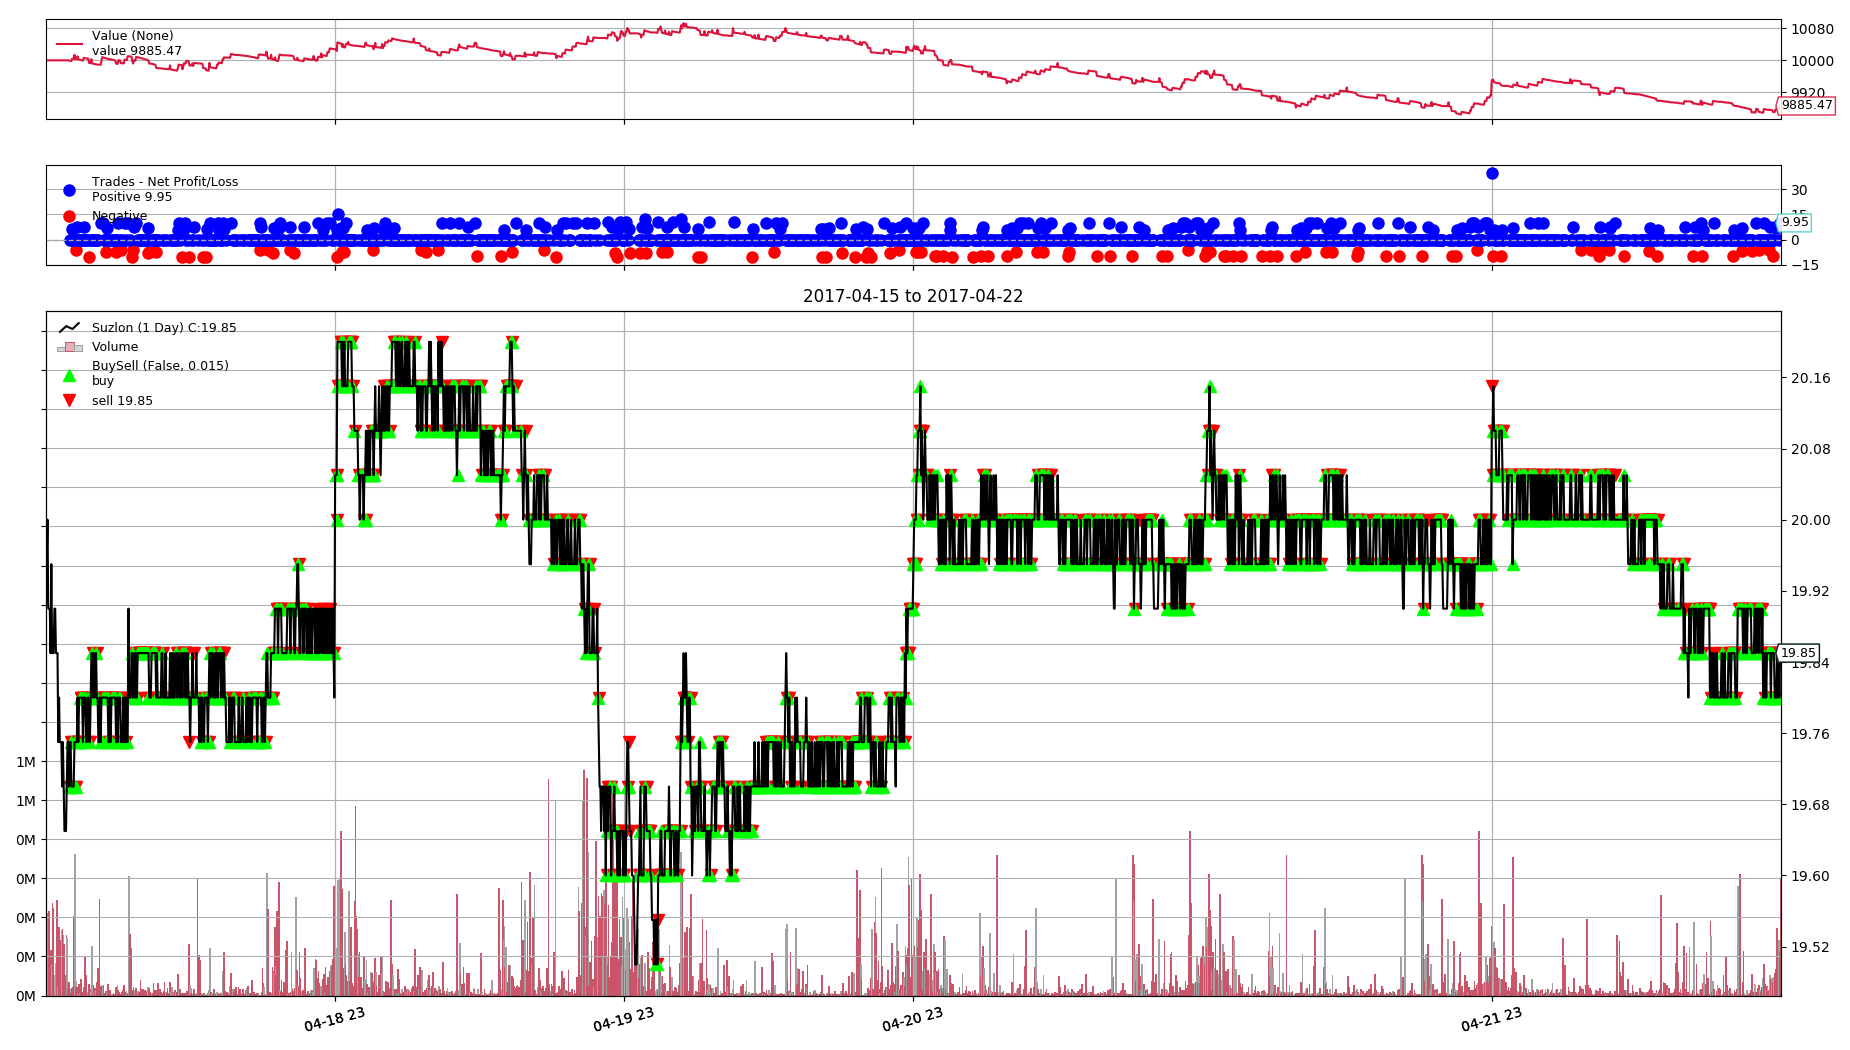 Value (None)
value 9885.47
10080
10000
9920
9885.47
Trades - Net Profit/Loss
Positive 9.95
Negative
30
15
9.95
0
−15
2017-04-15 to 2017-04-22
Suzlon (1 Day) C:19.85
Volume
BuySell (False, 0.015)
buy
sell 19.85
20.16
20.08
20.00
19.92
19.85
19.84
19.76
19.68
19.60
19.52
1M
1M
0M
0M
0M
0M
0M
04-18 23
04-19 23
04-20 23
04-21 23